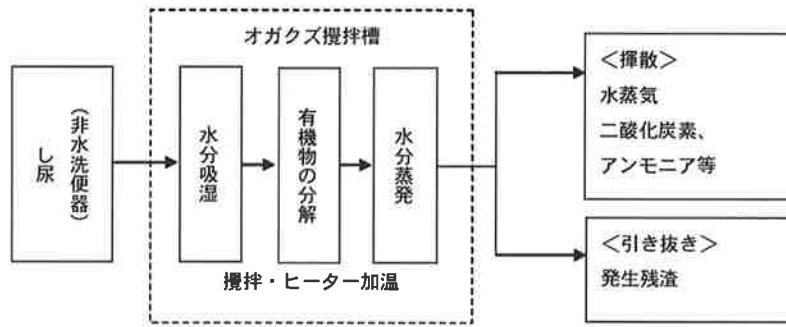 オガクズ攪拌槽
し尿
(非水洗便器)
水分吸湿
有機物の分解
水分蒸発
攪拌・ヒーター加温
＜揮散＞
水蒸気
二酸化炭素、
アンモニア等
＜引き抜き＞
発生残渣